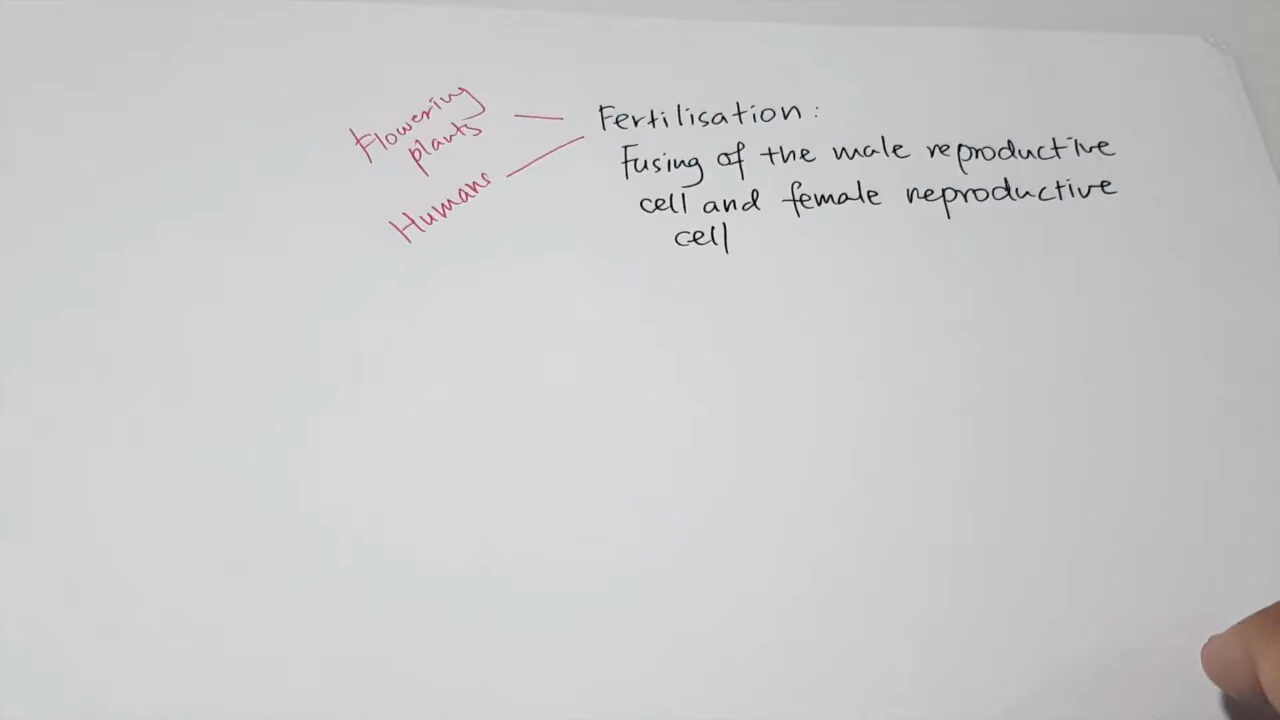 Flowering
plants
Humans
Fertilisation:
Fusing of the male reproductive
cell and female reproductive
cell